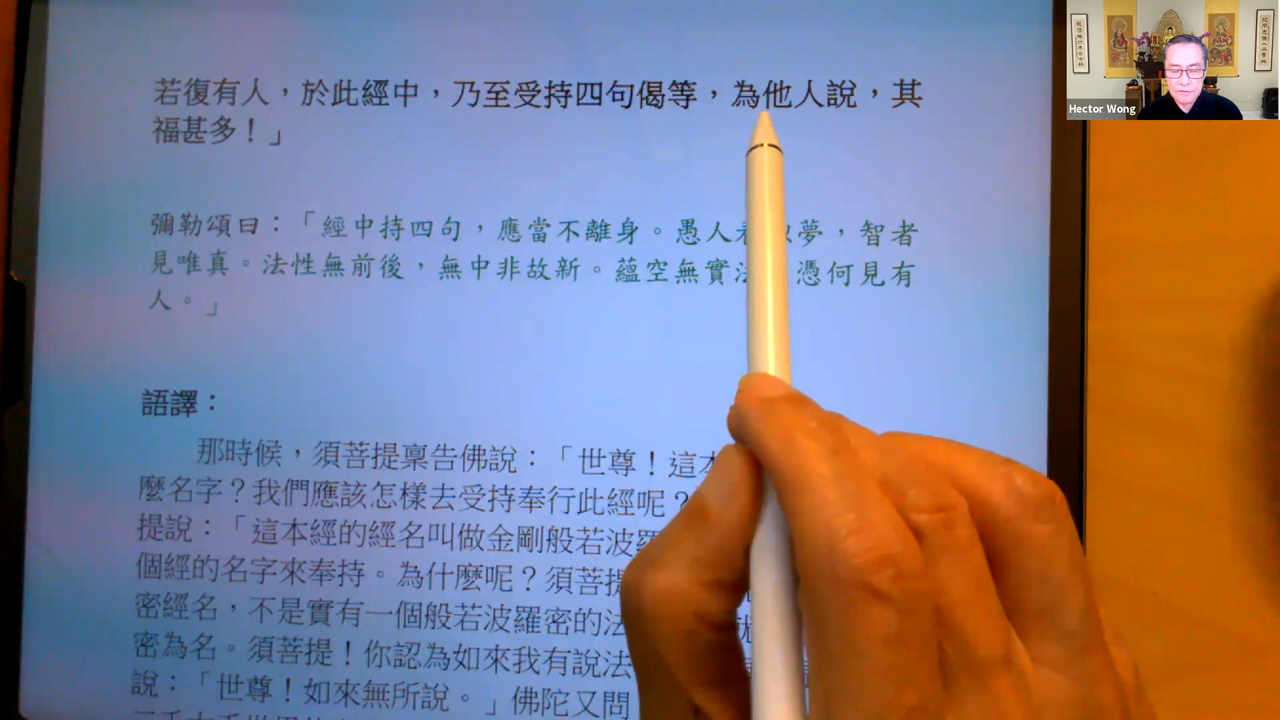 若復有人，於此經中，乃至受持四句偈等，為他人說，其
福甚多！」
彌勒頌曰：「經中持四句，應當不離身。愚人 夢，智者
見唯真。法性無前後，無中非故新。蘊空無實 憑何見有
人。」
語譯：
那時候，須菩提稟告佛說：「世尊！這本
麼名字？我們應該怎樣去受持奉行此經呢？
提說：「這本經的經名叫做金剛般若波羅
個經的名字來奉持。為什麼呢？須菩提
密經名，不是實有一個般若波羅密的法
密為名。須菩提！你認為如來我有說法
說：「世尊！如來無所說。」佛陀又問
Hector Wong